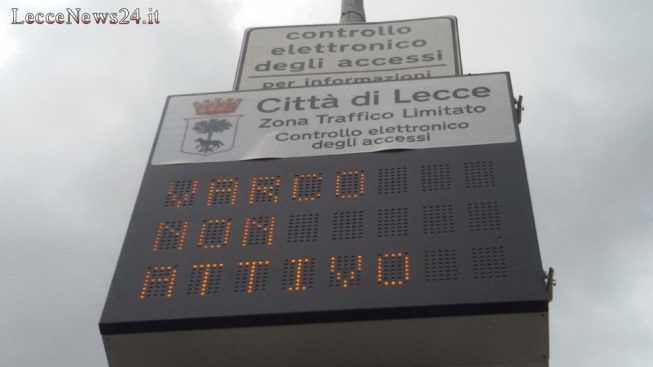 LecceNews24.it
controllo
elettronico
degli accessi
per informazioni
Città di Lecce
Zona Traffico Limitato
Controllo elettronico
degli accessi
VARCO
NON
ATTIVO